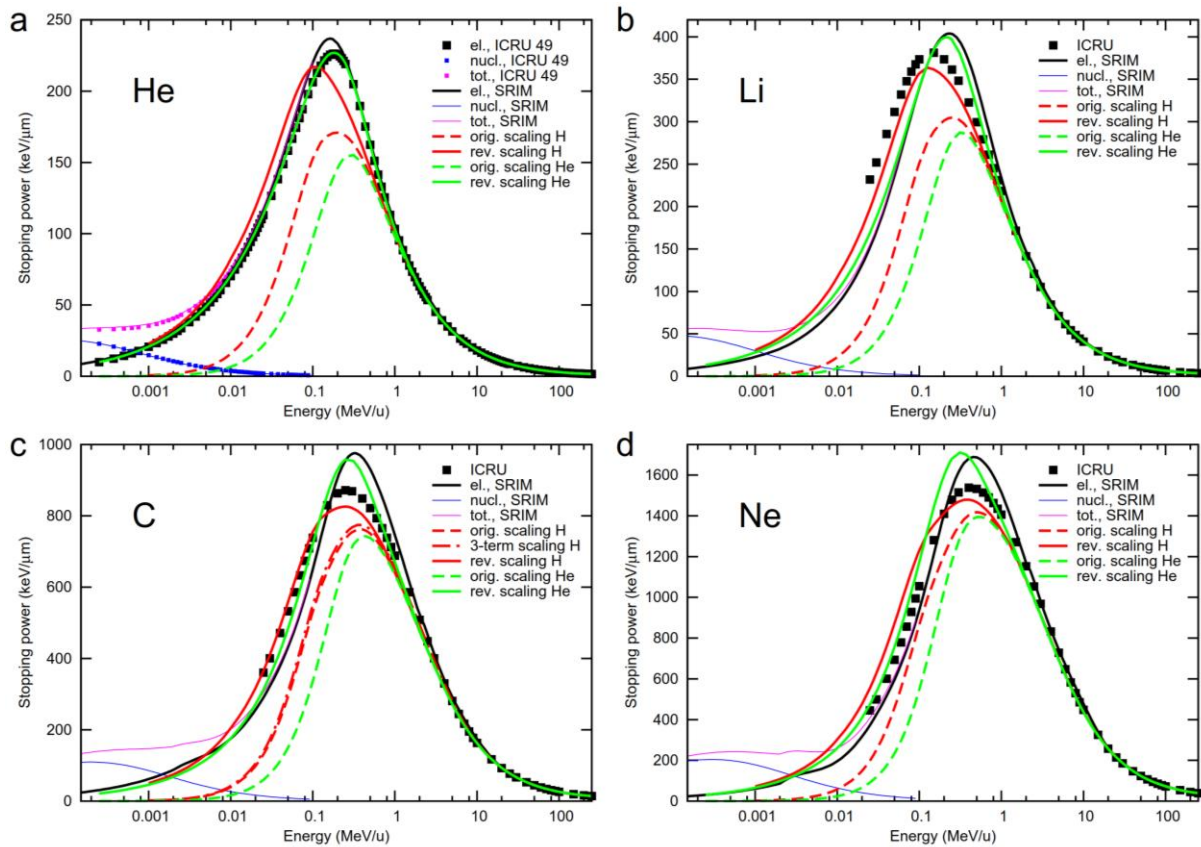 a
He
el., ICRU 49
nucl., ICRU 49
tot., ICRU 49
el., SRIM
nucl., SRIM
tot., SRIM
orig. scaling H
rev. scaling H
orig. scaling He
rev. scaling He
Stopping power (keV/µm)
250
200
150
100
50
0
0.001 0.01 0.1 1 10 100
Energy (MeV/u)
b
Li
ICRU
el., SRIM
nucl., SRIM
tot., SRIM
orig. scaling H
rev. scaling H
orig. scaling He
rev. scaling He
Stopping power (keV/µm)
400
350
300
250
200
150
100
50
0
0.001 0.01 0.1 1 10 100
Energy (MeV/u)
c
C
ICRU
el., SRIM
nucl., SRIM
tot., SRIM
orig. scaling H
3-term scaling H
rev. scaling H
orig. scaling He
rev. scaling He
Stopping power (keV/µm)
1000
800
600
400
200
0
0.001 0.01 0.1 1 10 100
Energy (MeV/u)
d
Ne
ICRU
el., SRIM
nucl., SRIM
tot., SRIM
orig. scaling H
rev. scaling H
orig. scaling He
rev. scaling He
Stopping power (keV/µm)
1600
1400
1200
1000
800
600
400
200
0
0.001 0.01 0.1 1 10 100
Energy (MeV/u)